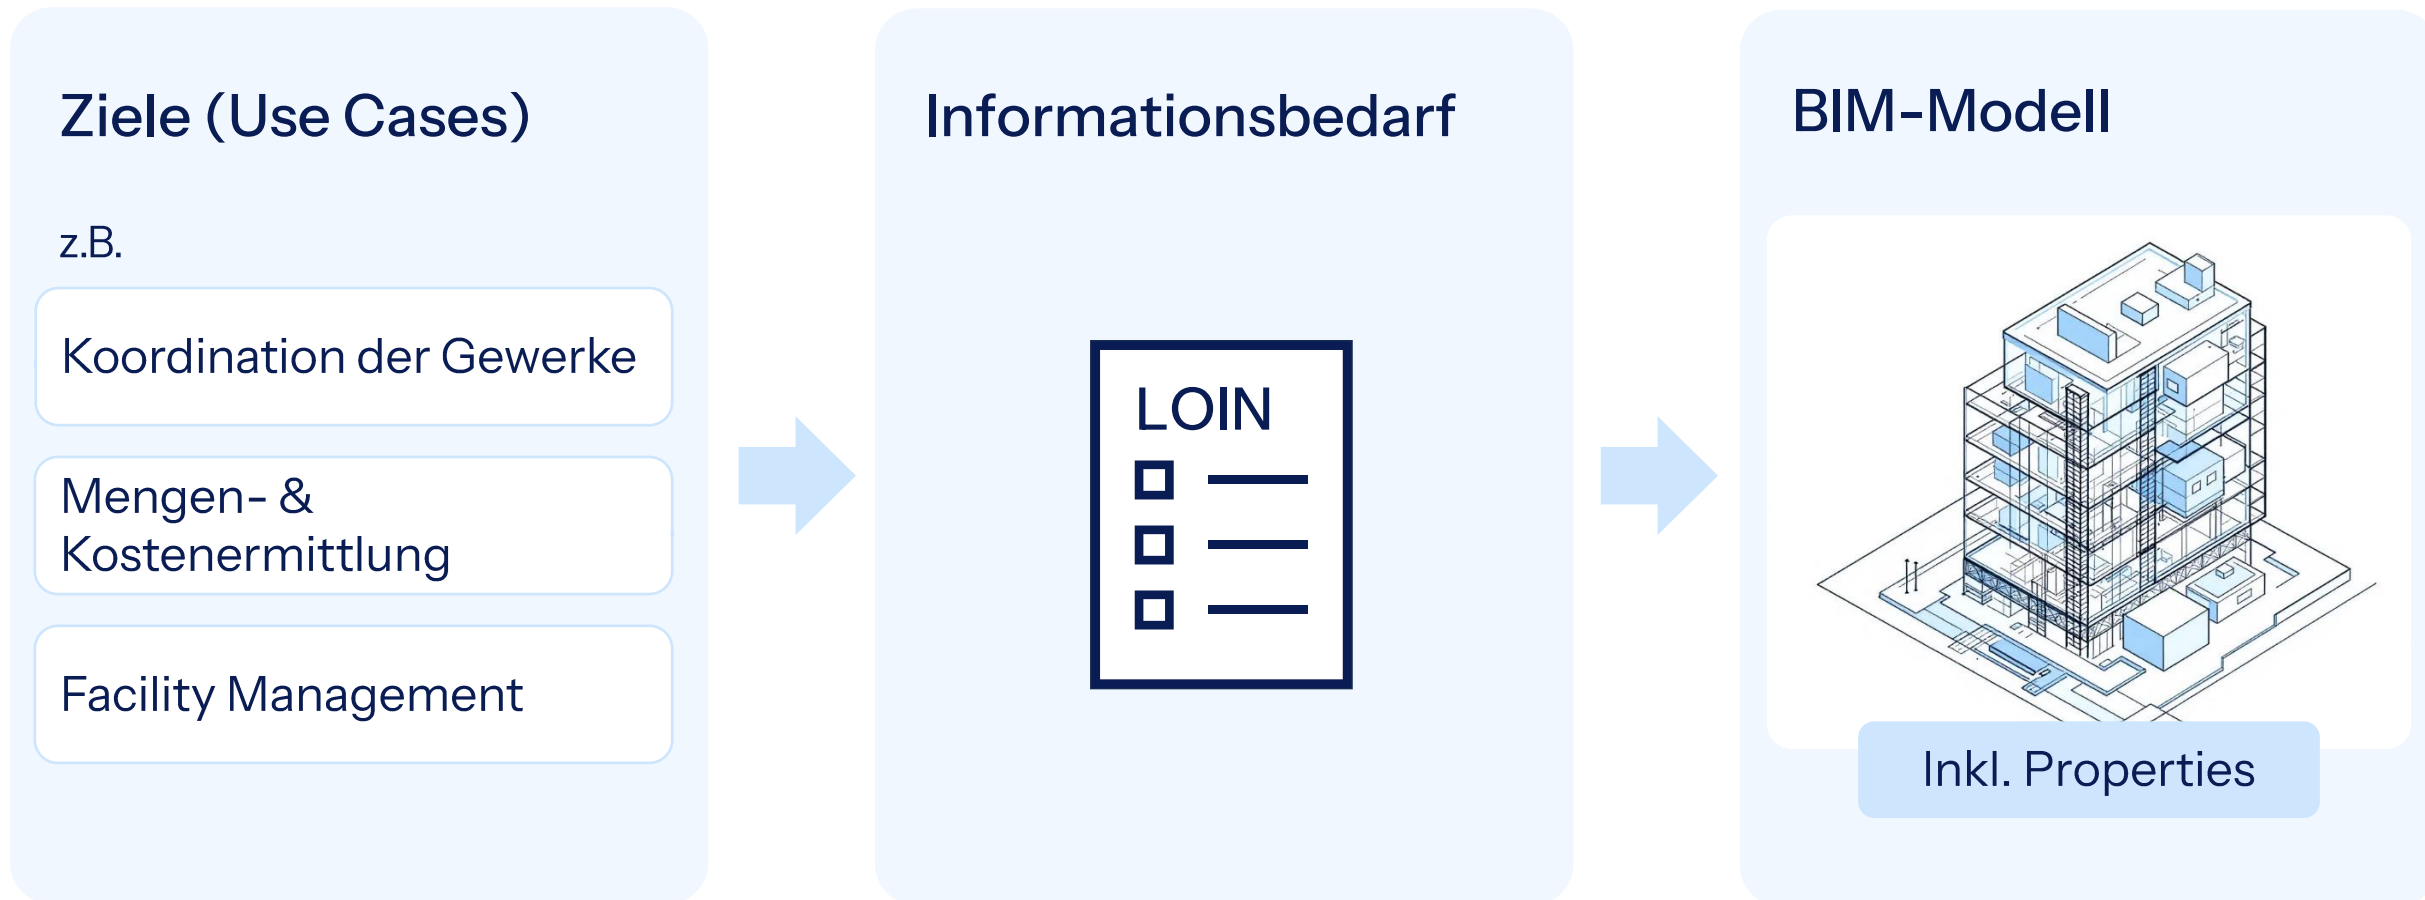 Ziele (Use Cases)
z.B.
Koordination der Gewerke
Mengen- &
Kostenermittlung
Facility Management
Informationsbedarf
LOIN
BIM-Modell
Inkl. Properties